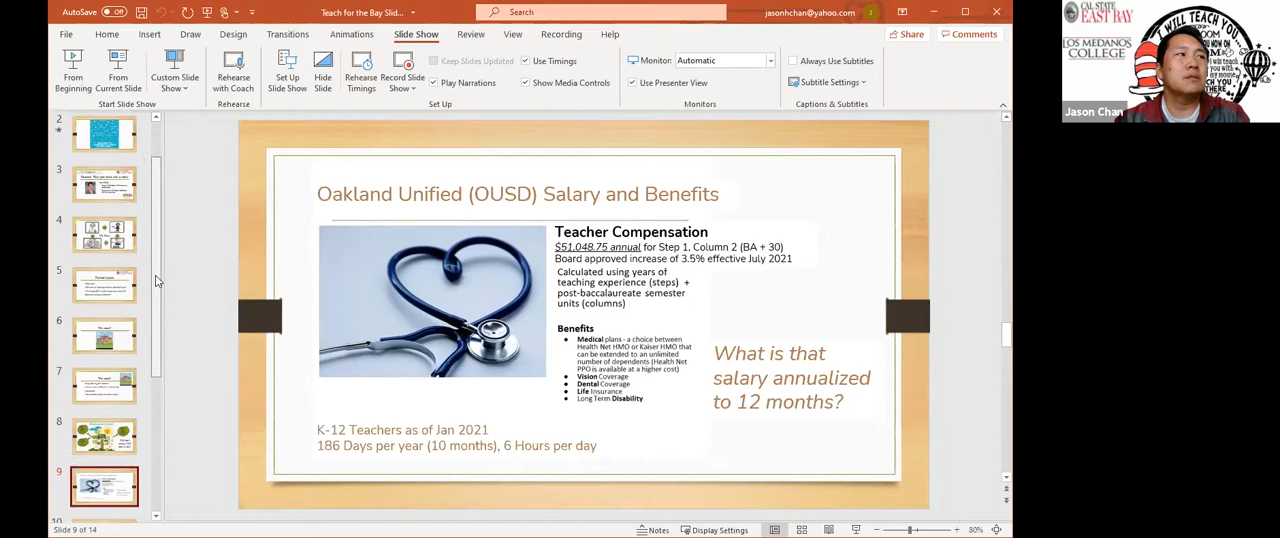 AutoSave Off Teach for the Bay Slid... Search jasonhchan@yahoo.com J
File Home Insert Draw Design Transitions Animations Slide Show Review View Recording Help Share Comments
From Beginning
From Current Slide
Custom Slide Show
Rehearse with Coach
Set Up Slide Show
Hide Slide
Rehearse Timings
Record Slide Show
Keep Slides Updated
Play Narrations
Use Timings
Show Media Controls
Monitor: Automatic
Use Presenter View
Always Use Subtitles
Subtitle Settings
Start Slide Show Rehearse Set Up Monitors Captions & Subtitles
2
3
4
5
6
7
8
9
Oakland Unified (OUSD) Salary and Benefits
Teacher Compensation
$51,048.75 annual for Step 1, Column 2 (BA + 30)
Board approved increase of 3.5% effective July 2021
Calculated using years of
teaching experience (steps) +
post-baccalaureate semester
units (columns)
Benefits
Medical plans - a choice between
Health Net HMO or Kaiser HMO that
can be extended to an unlimited
number of dependents (Health Net
PPO is available at a higher cost)
Vision Coverage
Dental Coverage
Life Insurance
Long Term Disability
What is that
salary annualized
to 12 months?
K-12 Teachers as of Jan 2021
186 Days per year (10 months), 6 Hours per day
Slide 9 of 14 Notes Display Settings 80%
CAL STATE
EAST BAY
LOS MEDANOS
COLLEGE
I WILL TEACH YOU
Jason Chan